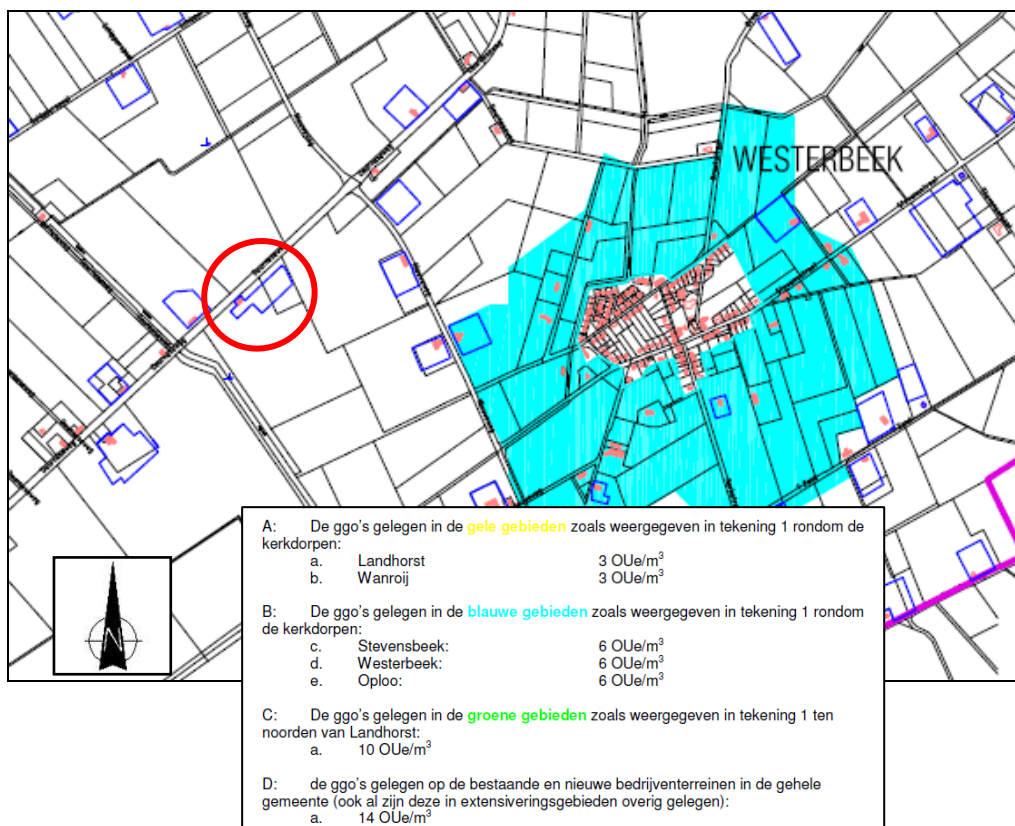 WESTERBEEK
N
A: De ggo's gelegen in de gele gebieden zoals weergegeven in tekening 1 rondom de
kerkdorpen:
a. Landhorst 3 OUe/m³
b. Wanroij 3 OUe/m³
B: De ggo's gelegen in de blauwe gebieden zoals weergegeven in tekening 1 rondom
de kerkdorpen:
c. Stevensbeek: 6 OUe/m³
d. Westerbeek: 6 OUe/m³
e. Oploo: 6 OUe/m³
C: De ggo's gelegen in de groene gebieden zoals weergegeven in tekening 1 ten
noorden van Landhorst:
a. 10 OUe/m³
D: de ggo's gelegen op de bestaande en nieuwe bedrijventerreinen in de gehele
gemeente (ook al zijn deze in extensiveringsgebieden overig gelegen):
a. 14 OUe/m³